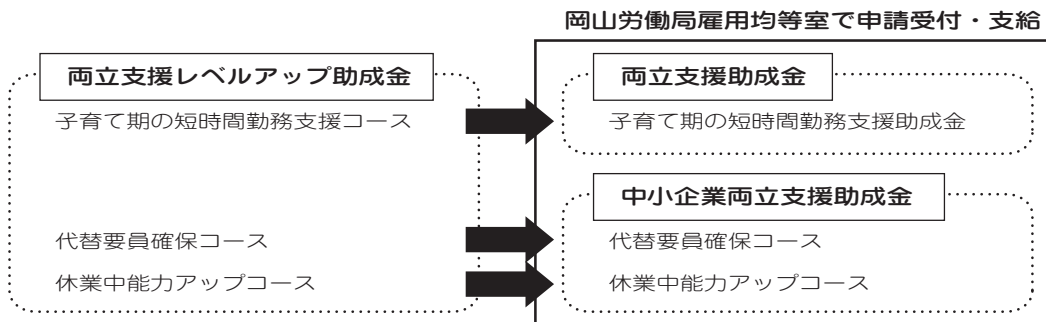 岡山労働局雇用均等室で申請受付・支給
両立支援レベルアップ助成金
子育て期の短時間勤務支援コース
代替要員確保コース
休業中能力アップコース
両立支援助成金
子育て期の短時間勤務支援助成金
中小企業両立支援助成金
代替要員確保コース
休業中能力アップコース